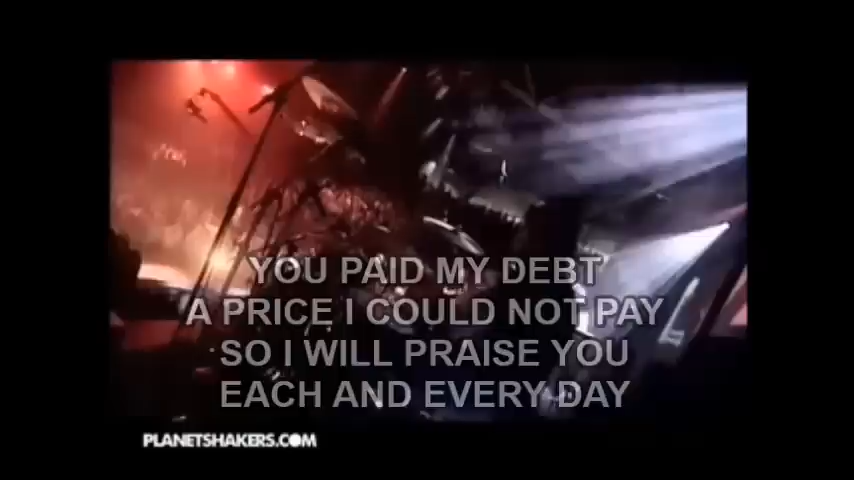 YOU PAID MY DEBT
A PRICE I COULD NOT PAY
SO I WILL PRAISE YOU
EACH AND EVERY DAY
PLANETSHAKERS.COM